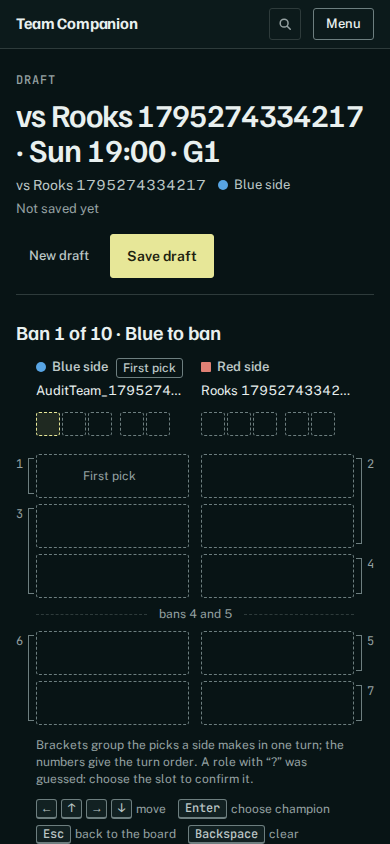 Team Companion Menu
DRAFT
vs Rooks 1795274334217
· Sun 19:00 · G1
vs Rooks 1795274334217 Blue side
Not saved yet
New draft Save draft
Ban 1 of 10 · Blue to ban
Blue side First pick Red side
AuditTeam_1795274... Rooks 17952743342...
1 First pick 2
3
4
bans 4 and 5
6 5
7
Brackets group the picks a side makes in one turn; the
numbers give the turn order. A role with “?” was
guessed: choose the slot to confirm it.
← ↑ → ↓ move Enter choose champion
Esc back to the board Backspace clear